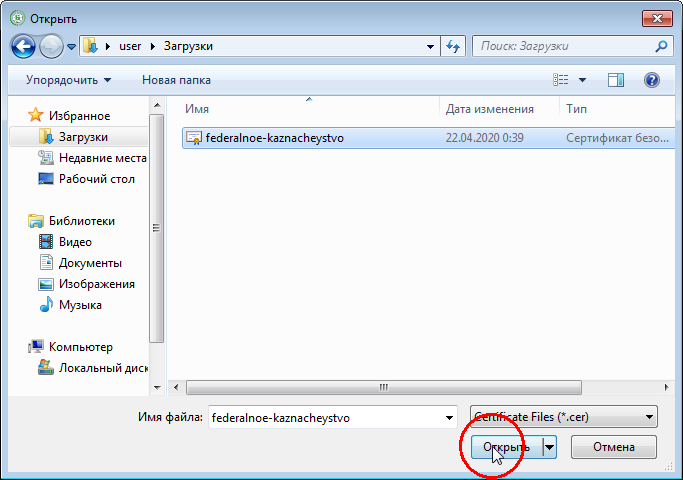 Открыть
user Загрузки
Поиск: Загрузки
Упорядочить Новая папка
Избранное
Загрузки
Недавние места
Рабочий стол
Библиотеки
Видео
Документы
Изображения
Музыка
Компьютер
Локальный диск
Имя Дата изменения Тип
federalnoe-kaznacheystvo 22.04.2020 0:39 Сертификат безо...
Имя файла: federalnoe-kaznacheystvo Certificate Files (*.cer)
Открыть Отмена